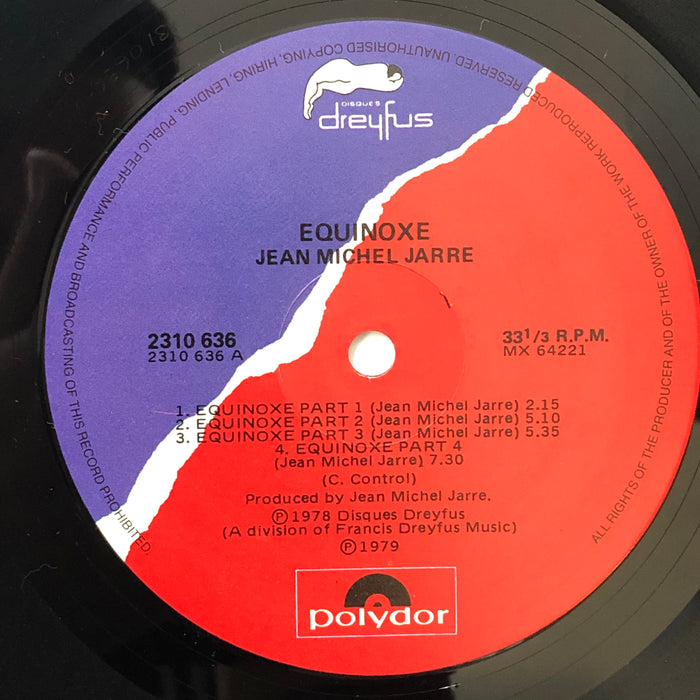 DISQUES
dreyfus
EQUINOXE
JEAN MICHEL JARRE
2310 636
2310 636 A
33 1/3 R.P.M.
MX 64221
1. EQUINOXE PART 1 (Jean Michel Jarre) 2.15
2. EQUINOXE PART 2 (Jean Michel Jarre) 5.10
3. EQUINOXE PART 3 (Jean Michel Jarre) 5.35
4. EQUINOXE PART 4
(Jean Michel Jarre) 7.30
(C. Control)
Produced by Jean Michel Jarre.
Ⓟ 1978 Disques Dreyfus
(A division of Francis Dreyfus Music)
Ⓟ 1979
polydor
ALL RIGHTS OF THE PRODUCER AND OF THE OWNER OF THE WORK REPRODUCED RESERVED. UNAUTHORISED COPYING, HIRING, LENDING, PUBLIC PERFORMANCE AND BROADCASTING OF THIS RECORD PROHIBITED.